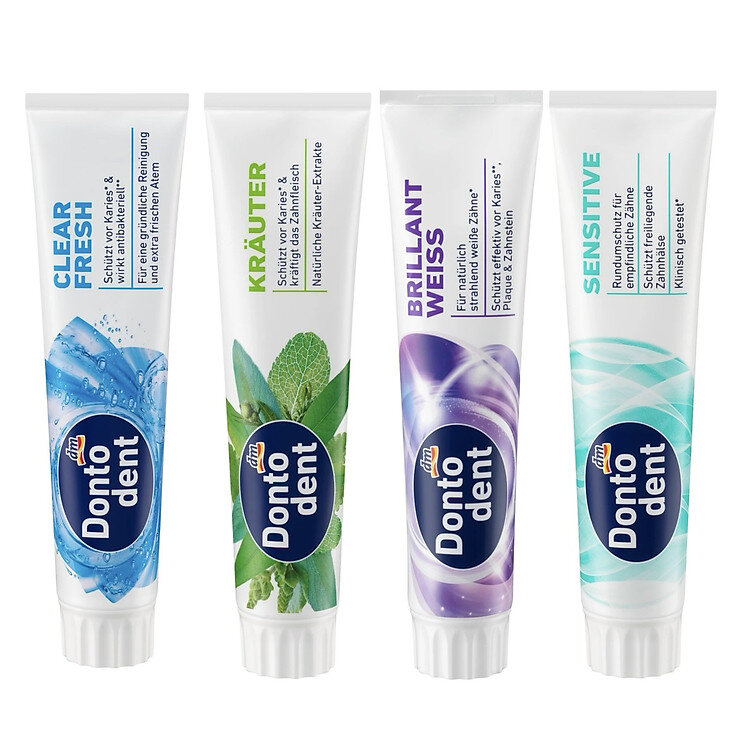 CLEAR
FRESH
Schützt vor Karies* &
wirkt antibakteriell**
Für eine gründliche Reinigung
und extra frischen Atem
dm
Donto
dent
KRÄUTER
Schützt vor Karies* &
kräftigt das Zahnfleisch
Natürliche Kräuter-Extrakte
dm
Donto
dent
BRILLANT
WEISS
Für natürlich
strahlend weiße Zähne*
Schützt effektiv vor Karies**,
Plaque & Zahnstein
dm
Donto
dent
SENSITIVE
Rundumschutz für
empfindliche Zähne
Schützt freiliegende
Zahnhälse
Klinisch getestet*
dm
Donto
dent